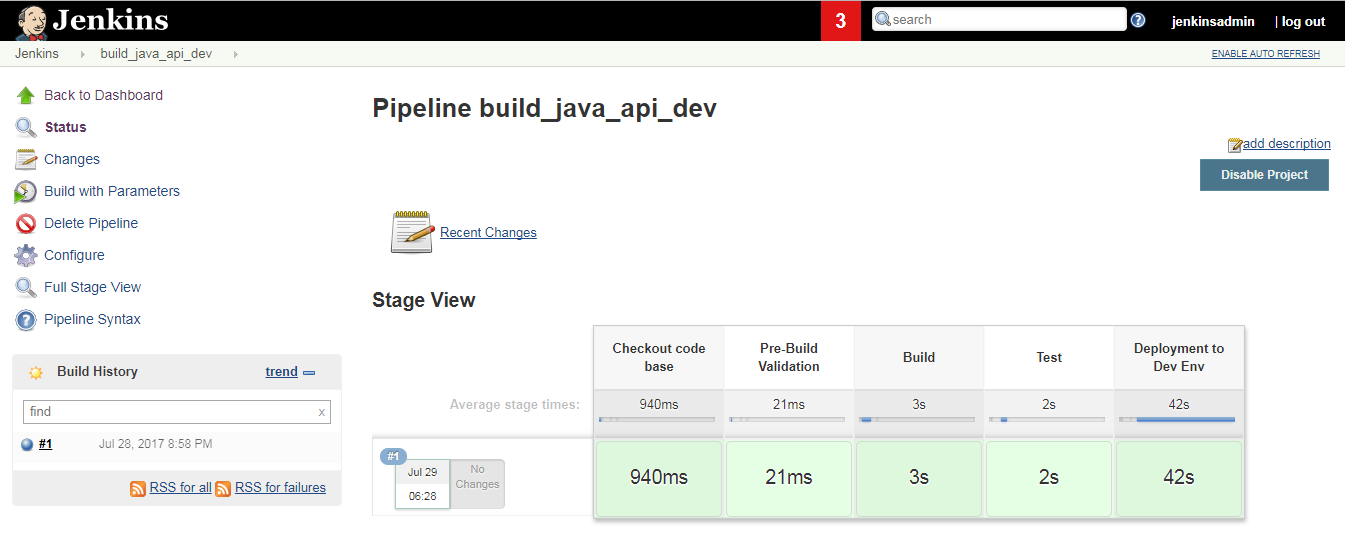 Jenkins
3
search
jenkinsadmin
| log out
Jenkins
build_java_api_dev
ENABLE AUTO REFRESH
Back to Dashboard
Status
Changes
Build with Parameters
Delete Pipeline
Configure
Full Stage View
Pipeline Syntax
Build History
trend
find
x
#1
Jul 28, 2017 8:58 PM
RSS for all
RSS for failures
Pipeline build_java_api_dev
add description
Disable Project
Recent Changes
Stage View
Checkout code
base
Pre-Build
Validation
Build
Test
Deployment to
Dev Env
Average stage times:
940ms
21ms
3s
2s
42s
#1
Jul 29
06:28
No
Changes
940ms
21ms
3s
2s
42s